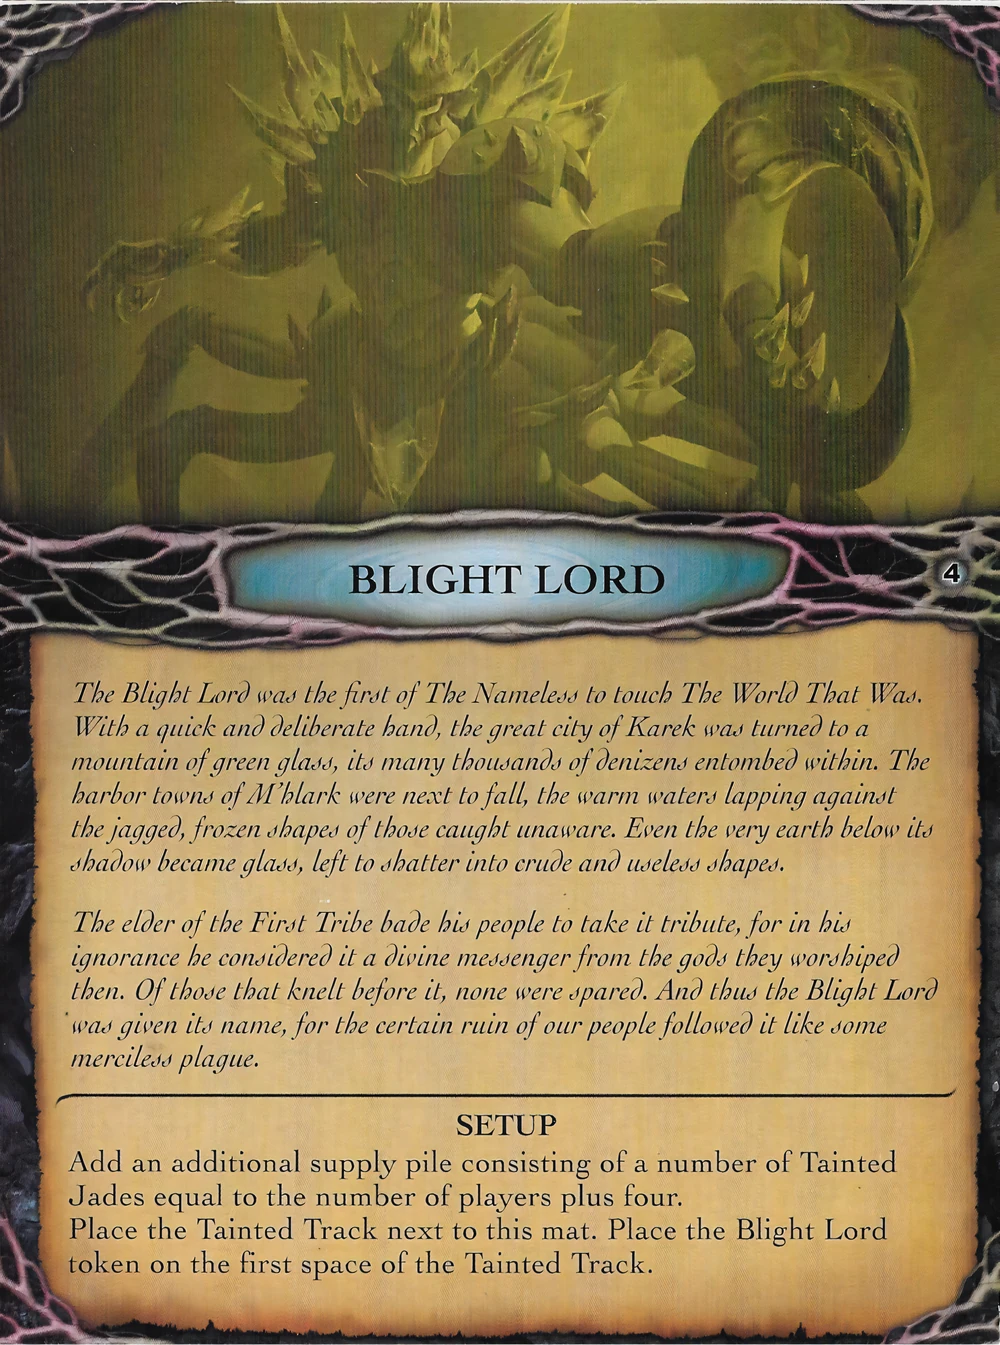 BLIGHT LORD
4
The Blight Lord was the first of The Nameless to touch The World That Was.
With a quick and deliberate hand, the great city of Karek was turned to a
mountain of green glass, its many thousands of denizens entombed within. The
harbor towns of M'hlark were next to fall, the warm waters lapping against
the jagged, frozen shapes of those caught unaware. Even the very earth below its
shadow became glass, left to shatter into crude and useless shapes.
The elder of the First Tribe bade his people to take it tribute, for in his
ignorance he considered it a divine messenger from the gods they worshiped
then. Of those that knelt before it, none were spared. And thus the Blight Lord
was given its name, for the certain ruin of our people followed it like some
merciless plague.
SETUP
Add an additional supply pile consisting of a number of Tainted
Jades equal to the number of players plus four.
Place the Tainted Track next to this mat. Place the Blight Lord
token on the first space of the Tainted Track.